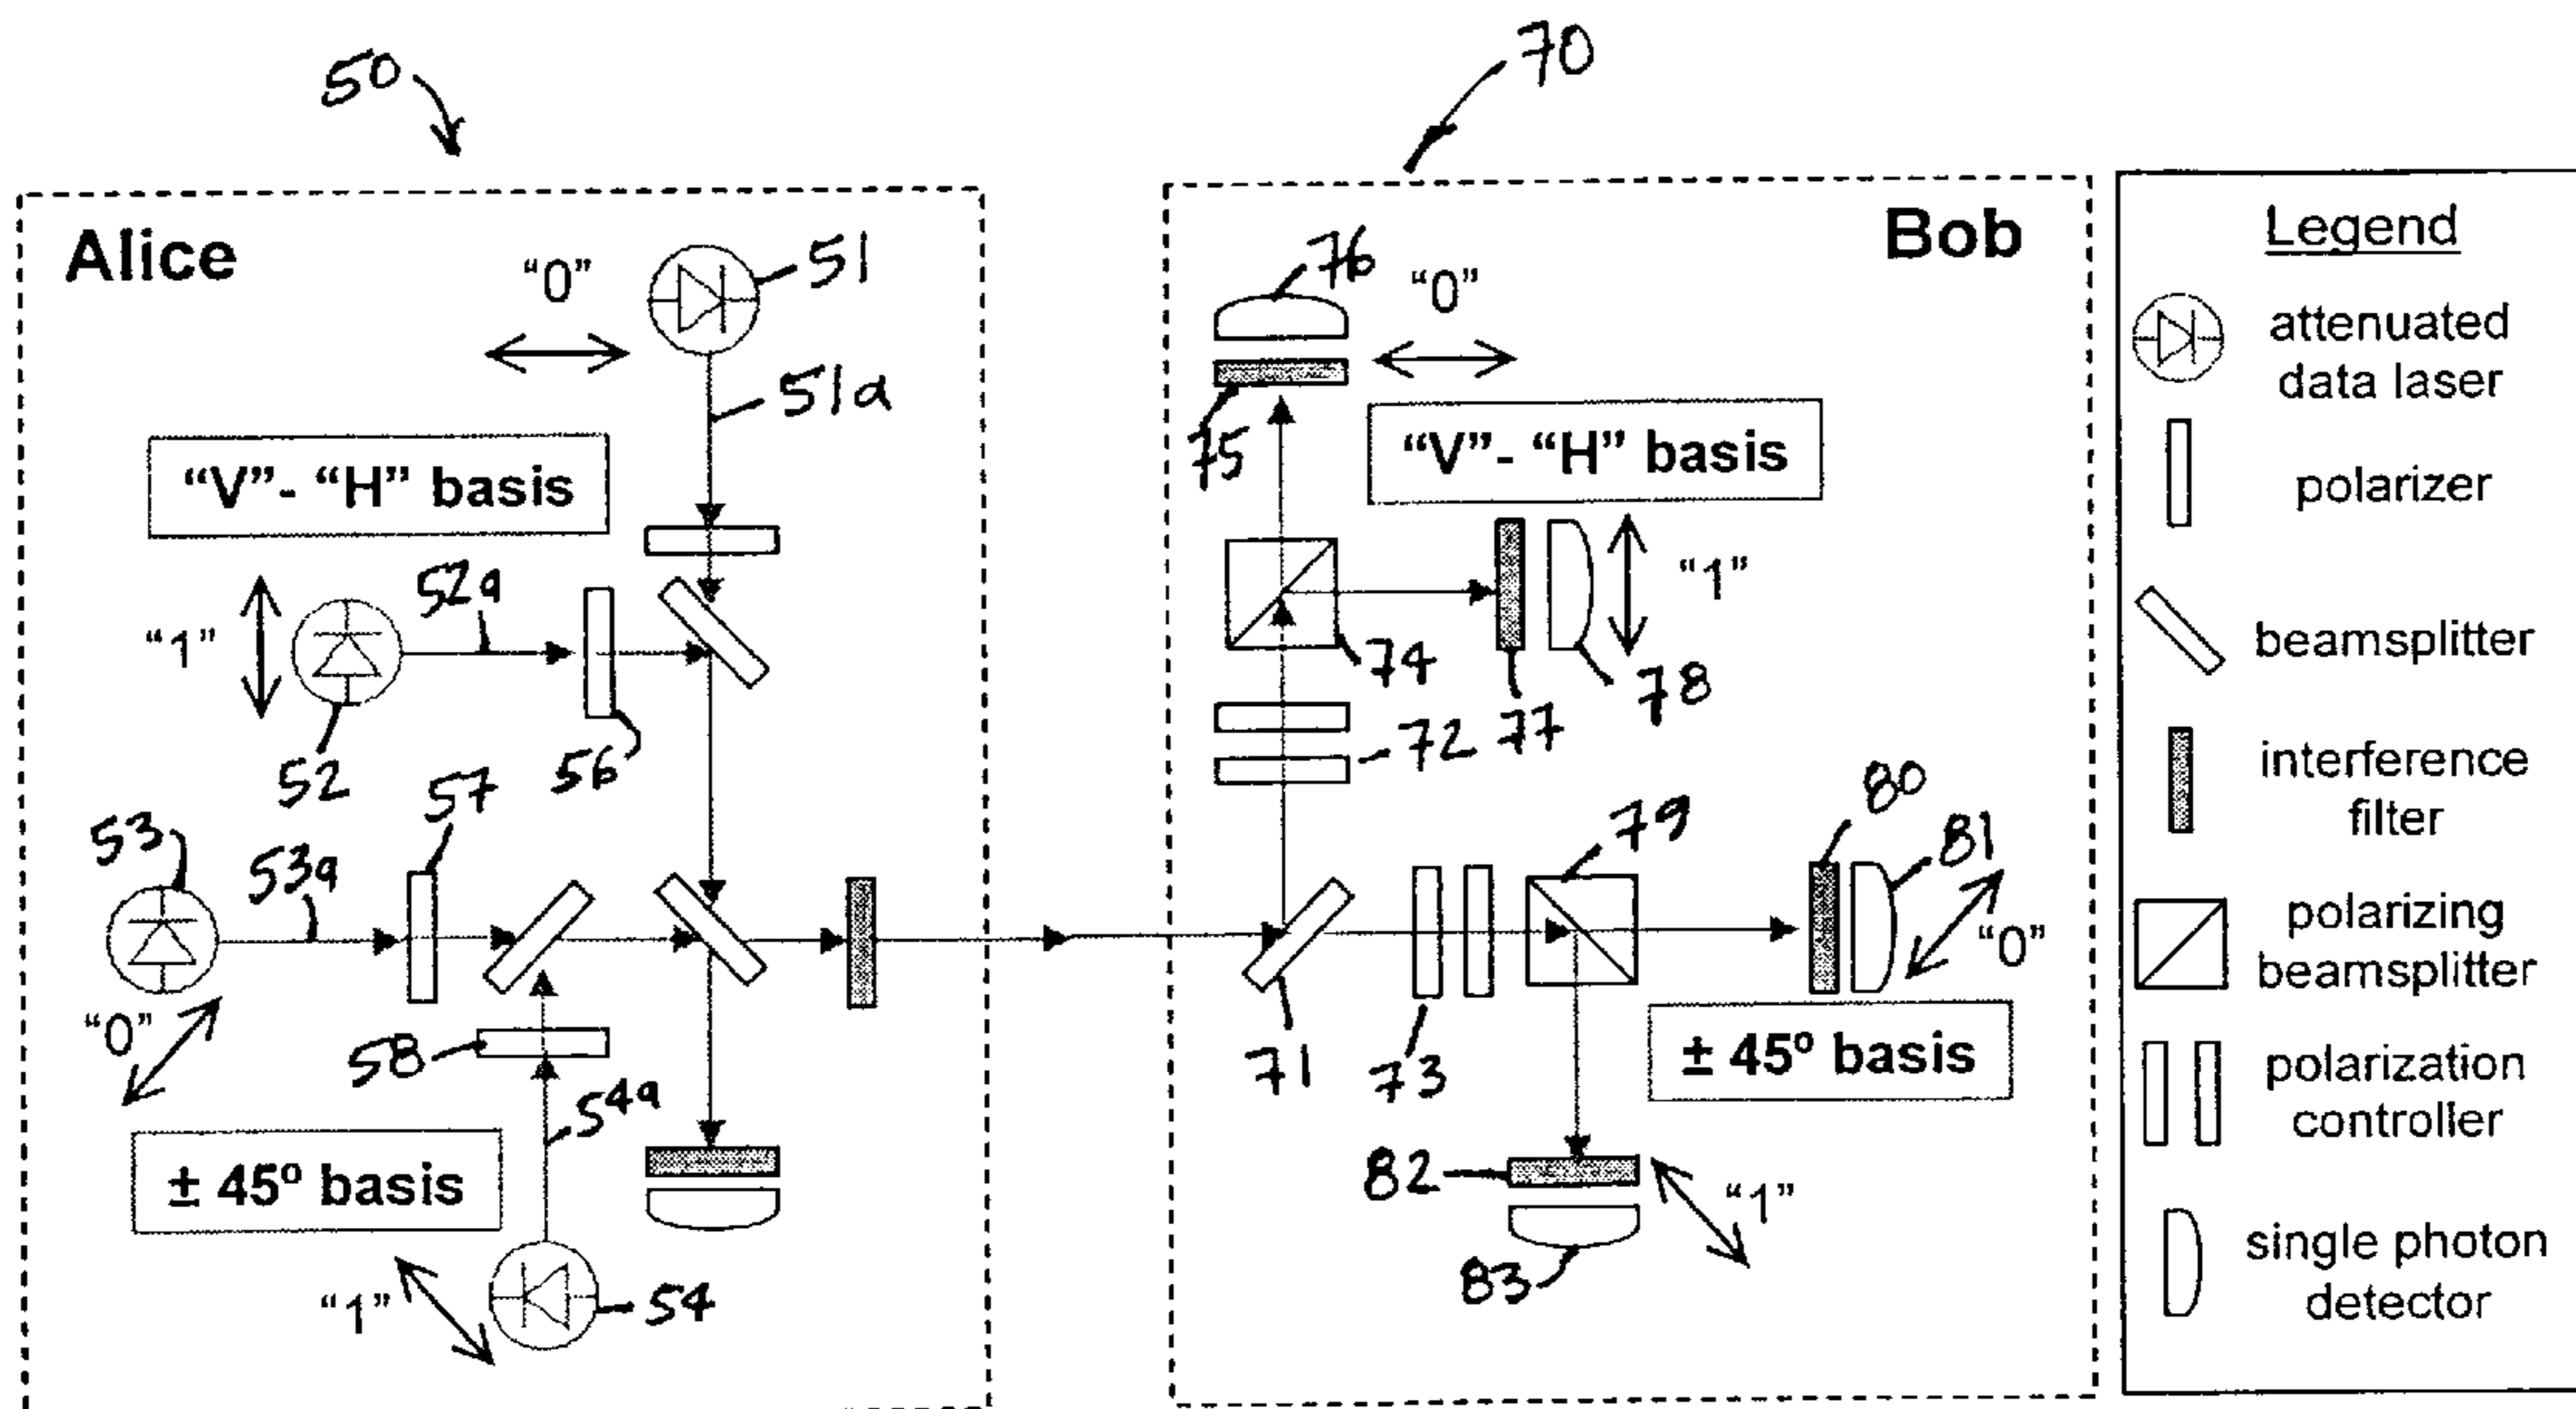 50
70
Alice
"0"
51
51a
"V"- "H" basis
"1"
52a
52
56
53
53a
57
"0"
58
54a
± 45º basis
"1"
54
Bob
76
"0"
75
"V"- "H" basis
"1"
74
77
78
72
79
80
81
"0"
71
73
± 45º basis
82
"1"
83
Legend
attenuated
data laser
polarizer
beamsplitter
interference
filter
polarizing
beamsplitter
polarization
controller
single photon
detector